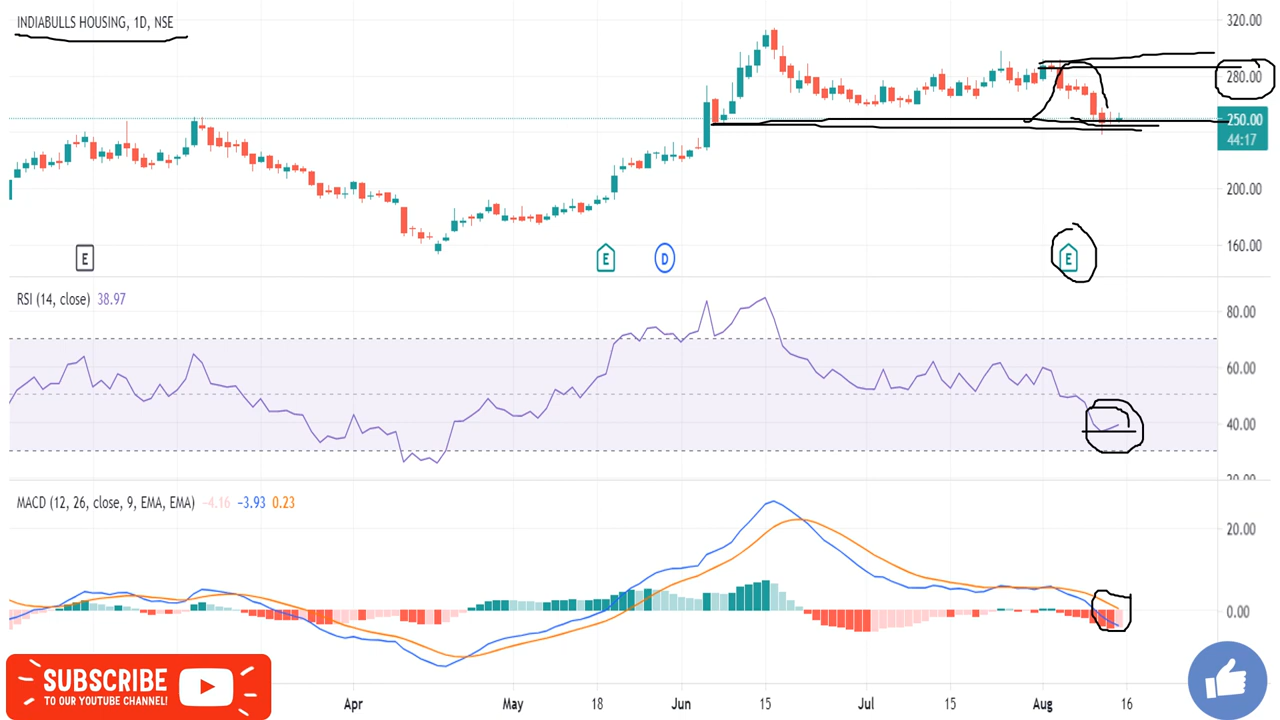 INDIABULLS HOUSING, 1D, NSE
320.00
280.00
250.00
44:17
200.00
160.00
E
E
D
E
RSI (14, close) 38.97
80.00
60.00
40.00
20.00
MACD (12, 26, close, 9, EMA, EMA) −4.16 −3.93 0.23
20.00
0.00
SUBSCRIBE
TO OUR YOUTUBE CHANNEL!
Apr May 18 Jun 15 Jul 15 Aug 16